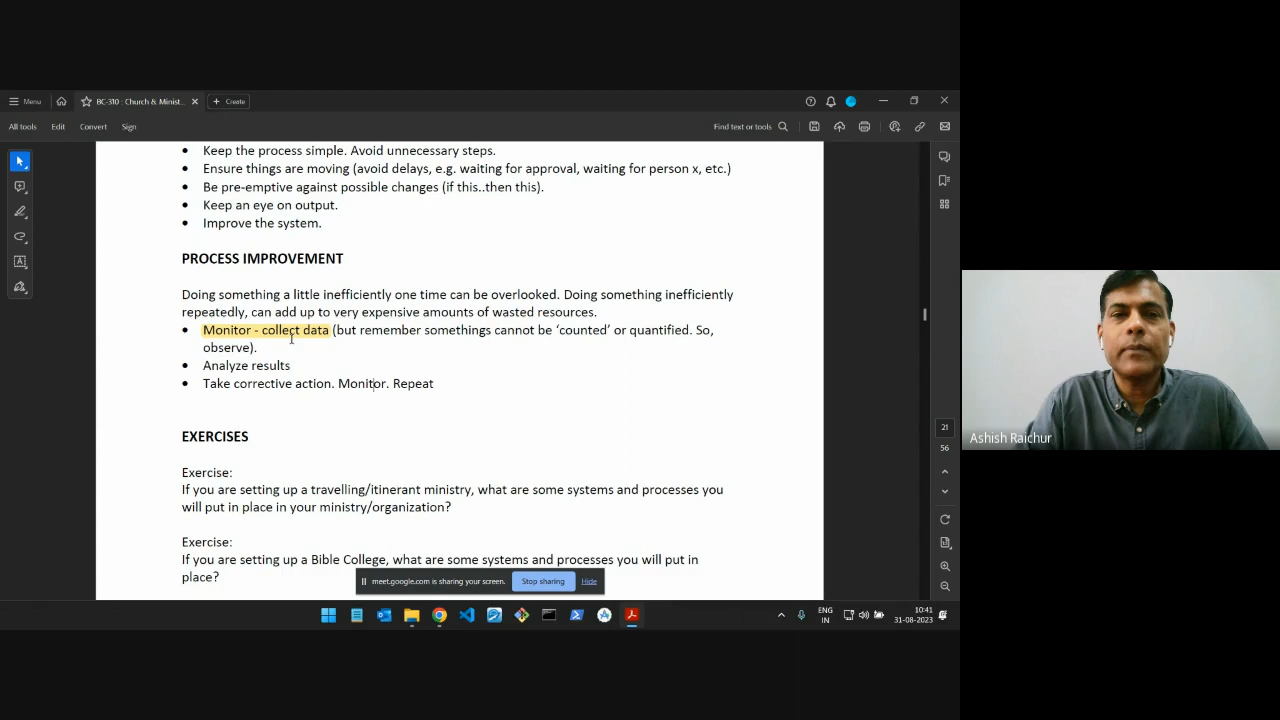 Menu
BC-310 : Church & Minist...
Create
All tools
Edit
Convert
Sign
Find text or tools
• Keep the process simple. Avoid unnecessary steps.
• Ensure things are moving (avoid delays, e.g. waiting for approval, waiting for person x, etc.)
• Be pre-emptive against possible changes (if this..then this).
• Keep an eye on output.
• Improve the system.
PROCESS IMPROVEMENT
Doing something a little inefficiently one time can be overlooked. Doing something inefficiently
repeatedly, can add up to very expensive amounts of wasted resources.
• Monitor - collect data (but remember somethings cannot be ‘counted’ or quantified. So,
observe).
• Analyze results
• Take corrective action. Monitor. Repeat
EXERCISES
Exercise:
If you are setting up a travelling/itinerant ministry, what are some systems and processes you
will put in place in your ministry/organization?
Exercise:
If you are setting up a Bible College, what are some systems and processes you will put in
place?
21
56
meet.google.com is sharing your screen.
Stop sharing
Hide
ENG
IN
10:41
31-08-2023
Ashish Raichur